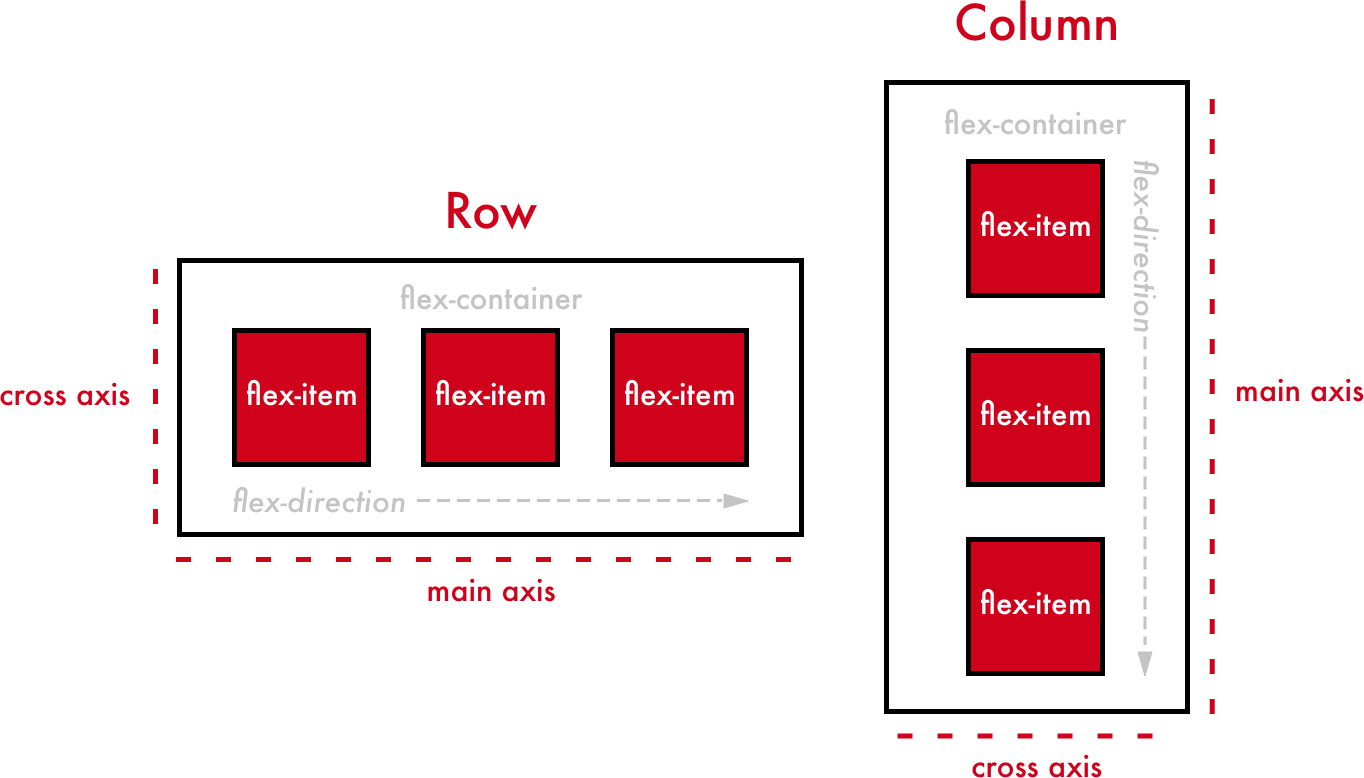 Row
flex-container
flex-item flex-item flex-item
flex-direction
cross axis
main axis
Column
flex-container
flex-item
flex-item
flex-item
flex-direction
main axis
cross axis